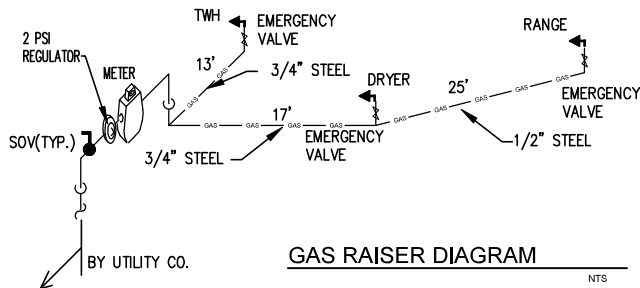 TWH
EMERGENCY
VALVE
RANGE
2 PSI
REGULATOR
METER
13'
GAS
GAS
3/4" STEEL
DRYER
25'
GAS
GAS
GAS
GAS
GAS
EMERGENCY
VALVE
SOV(TYP.)
17'
GAS
GAS
GAS
GAS
EMERGENCY
VALVE
3/4" STEEL
1/2" STEEL
BY UTILITY CO.
GAS RAISER DIAGRAM
NTS